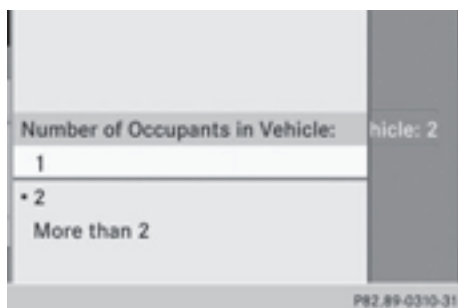 Number of Occupants in Vehicle:
hicle: 2
1
• 2
More than 2
P82.89-0310-31